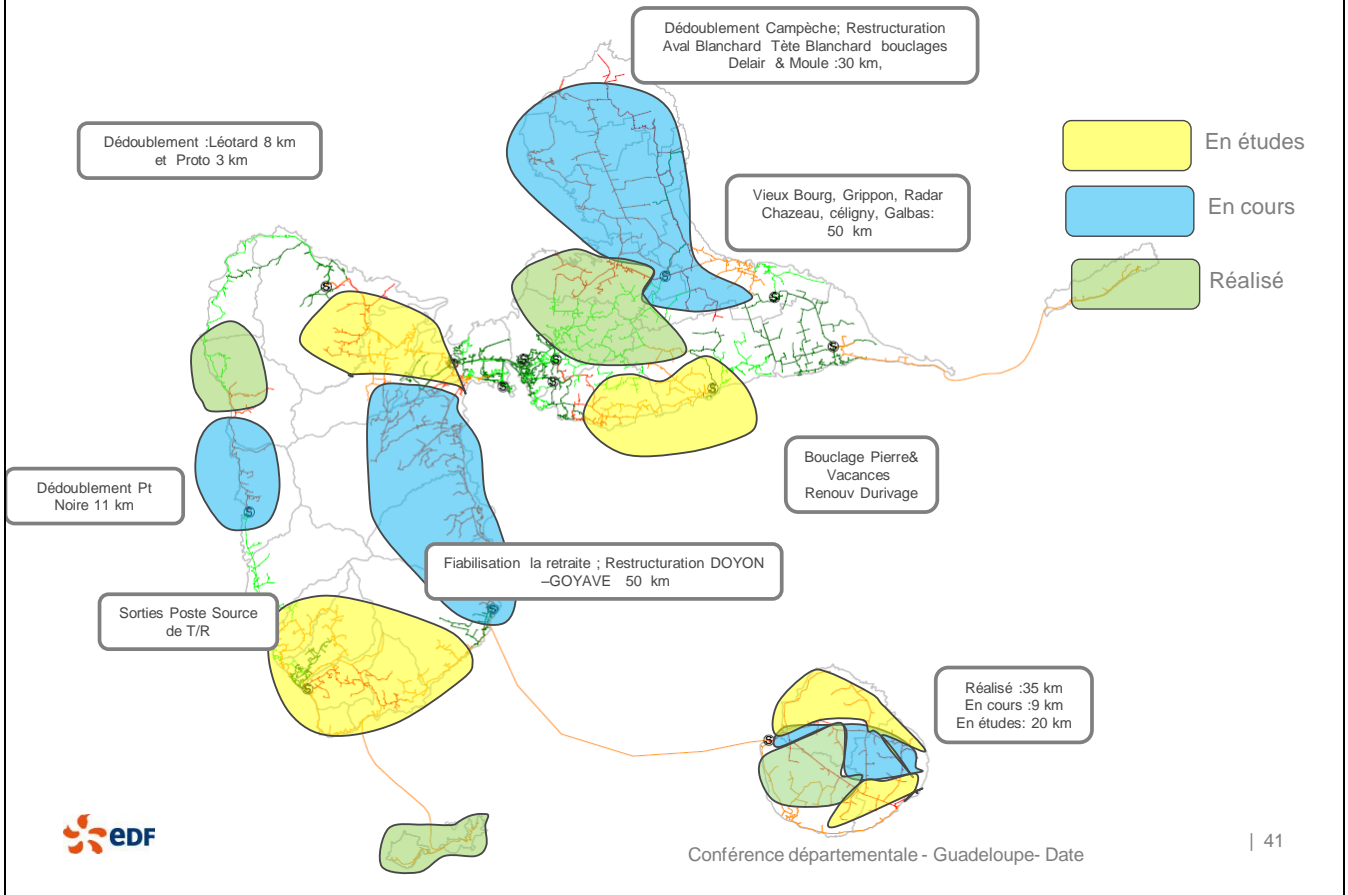 Dédoublement Campèche; Restructuration
Aval Blanchard Tète Blanchard bouclages
Delair & Moule :30 km,
Dédoublement :Léotard 8 km
et Proto 3 km
En études
En cours
Réalisé
Vieux Bourg, Grippon, Radar
Chazeau, céligny, Galbas:
50 km
Bouclage Pierre&
Vacances
Renouv Durivage
Dédoublement Pt
Noire 11 km
Fiabilisation la retraite ; Restructuration DOYON
–GOYAVE 50 km
Sorties Poste Source
de T/R
Réalisé :35 km
En cours :9 km
En études: 20 km
edf
Conférence départementale - Guadeloupe- Date
| 41